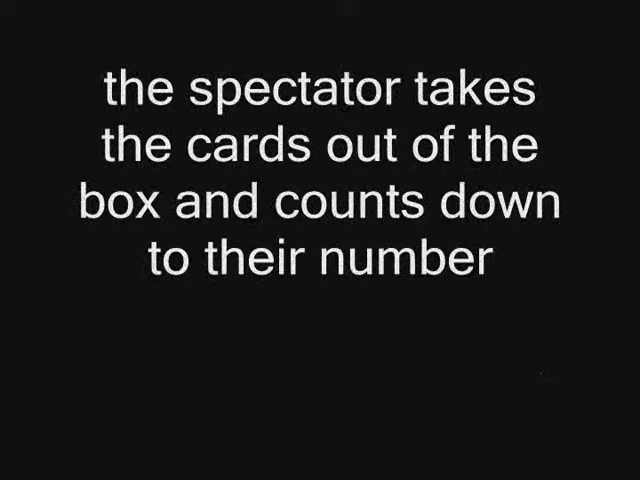 the spectator takes
the cards out of the
box and counts down
to their number